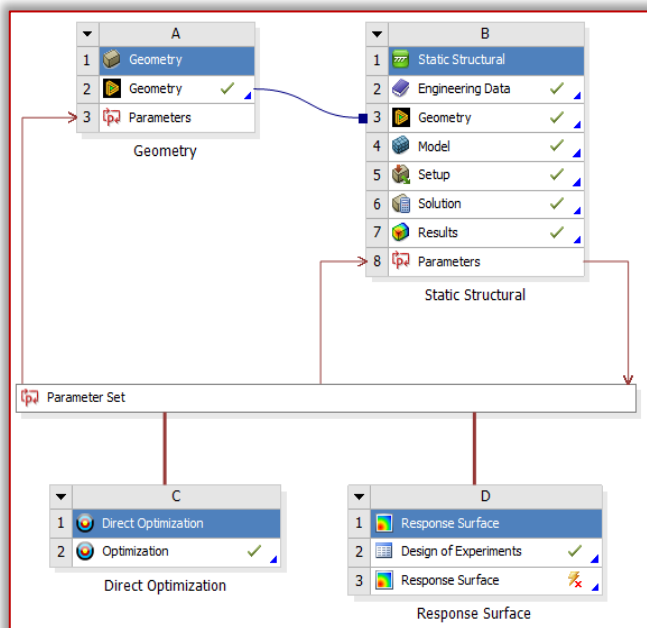 A
1 Geometry
2 Geometry
3 Parameters
Geometry
B
1 Static Structural
2 Engineering Data
3 Geometry
4 Model
5 Setup
6 Solution
7 Results
8 Parameters
Static Structural
Parameter Set
C
1 Direct Optimization
2 Optimization
Direct Optimization
D
1 Response Surface
2 Design of Experiments
3 Response Surface
Response Surface